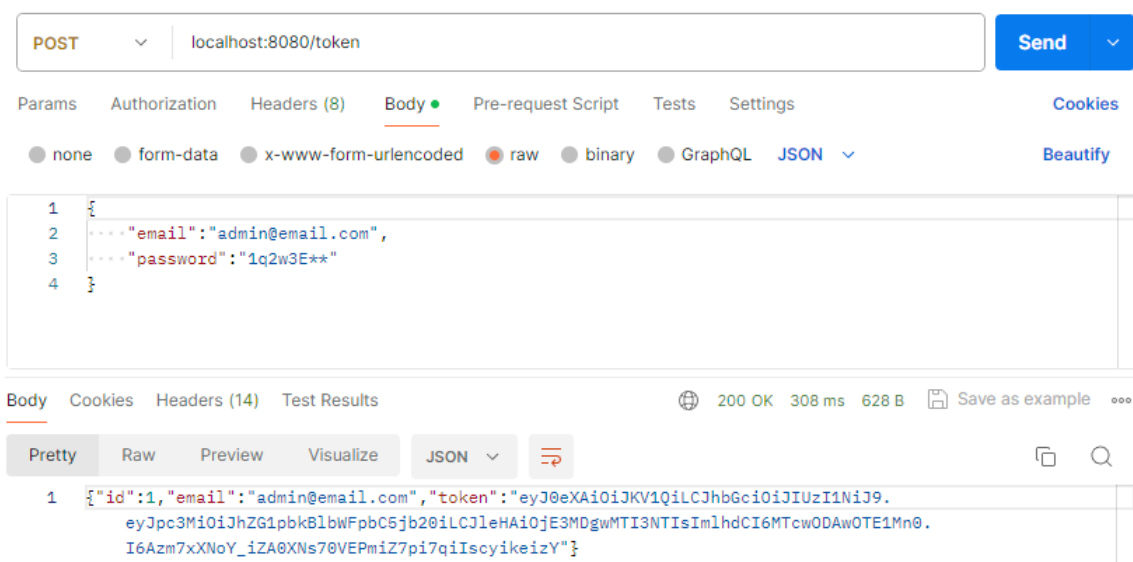 POST localhost:8080/token Send
Params Authorization Headers (8) Body Pre-request Script Tests Settings Cookies
none form-data x-www-form-urlencoded raw binary GraphQL JSON Beautify
1 {
2 "email":"admin@email.com",
3 "password":"1q2w3E**"
4 }
Body Cookies Headers (14) Test Results 200 OK 308 ms 628 B Save as example
Pretty Raw Preview Visualize JSON
1 {"id":1,"email":"admin@email.com","token":"eyJ0eXAiOiJKV1QiLCJhbGciOiJIUzI1NiJ9.
eyJpc3MiOiJhZG1pbkBlbWFpbC5jb20iLCJleHAiOjE3MDgwMTI3NTIsImlhdCI6MTcwODAwOTE1Mn0.
I6Azm7xXNoY_iZA0XNs70VEPmiZ7pi7qiIscyikeizY"}